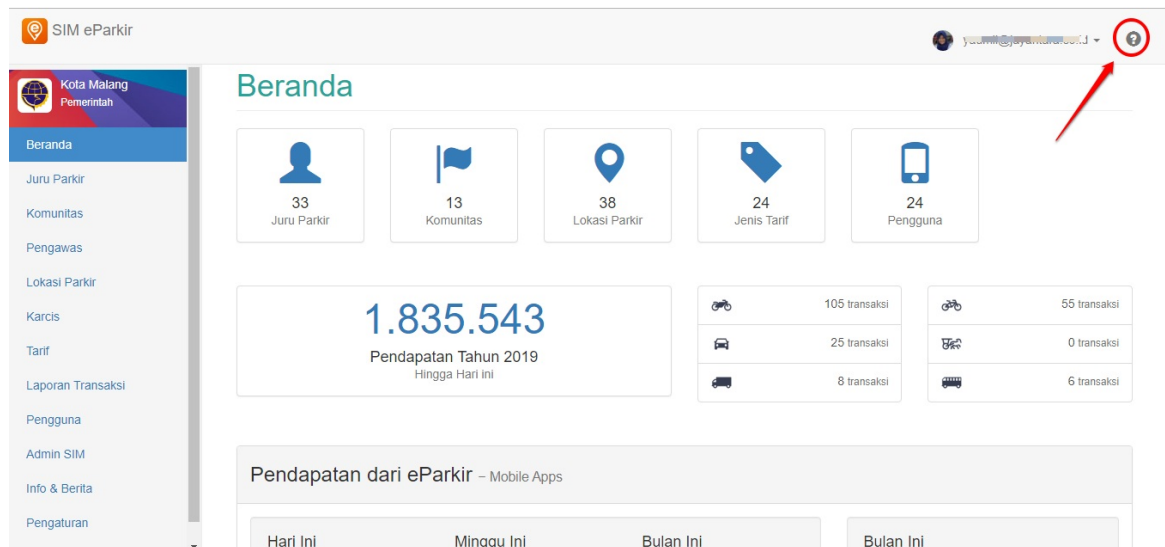 SIM eParkir
Kota Malang
Pemerintah
Beranda
Juru Parkir
Komunitas
Pengawas
Lokasi Parkir
Karcis
Tarif
Laporan Transaksi
Pengguna
Admin SIM
Info & Berita
Pengaturan
Beranda
33
Juru Parkir
13
Komunitas
38
Lokasi Parkir
24
Jenis Tarif
24
Pengguna
1.835.543
Pendapatan Tahun 2019
Hingga Hari ini
105 transaksi
25 transaksi
8 transaksi
55 transaksi
0 transaksi
6 transaksi
Pendapatan dari eParkir – Mobile Apps
Hari Ini
Minggu Ini
Bulan Ini
Bulan Ini